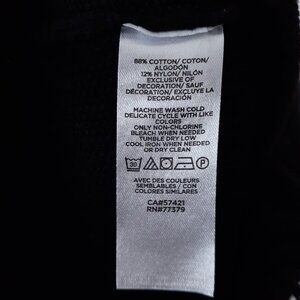 88% COTTON/ COTON/
ALGODÓN
12% NYLON/ NILÓN
EXCLUSIVE OF
DECORATION/ SAUF
DÉCORATION/ EXCLUYE LA
DECORACIÓN
MACHINE WASH COLD
DELICATE CYCLE WITH LIKE
COLORS
ONLY NON-CHLORINE
BLEACH WHEN NEEDED
TUMBLE DRY LOW
COOL IRON WHEN NEEDED
OR DRY CLEAN
30 P
AVEC DES COULEURS
SEMBLABLES / CON
COLORES SIMILARES
CA#57421
RN#77379